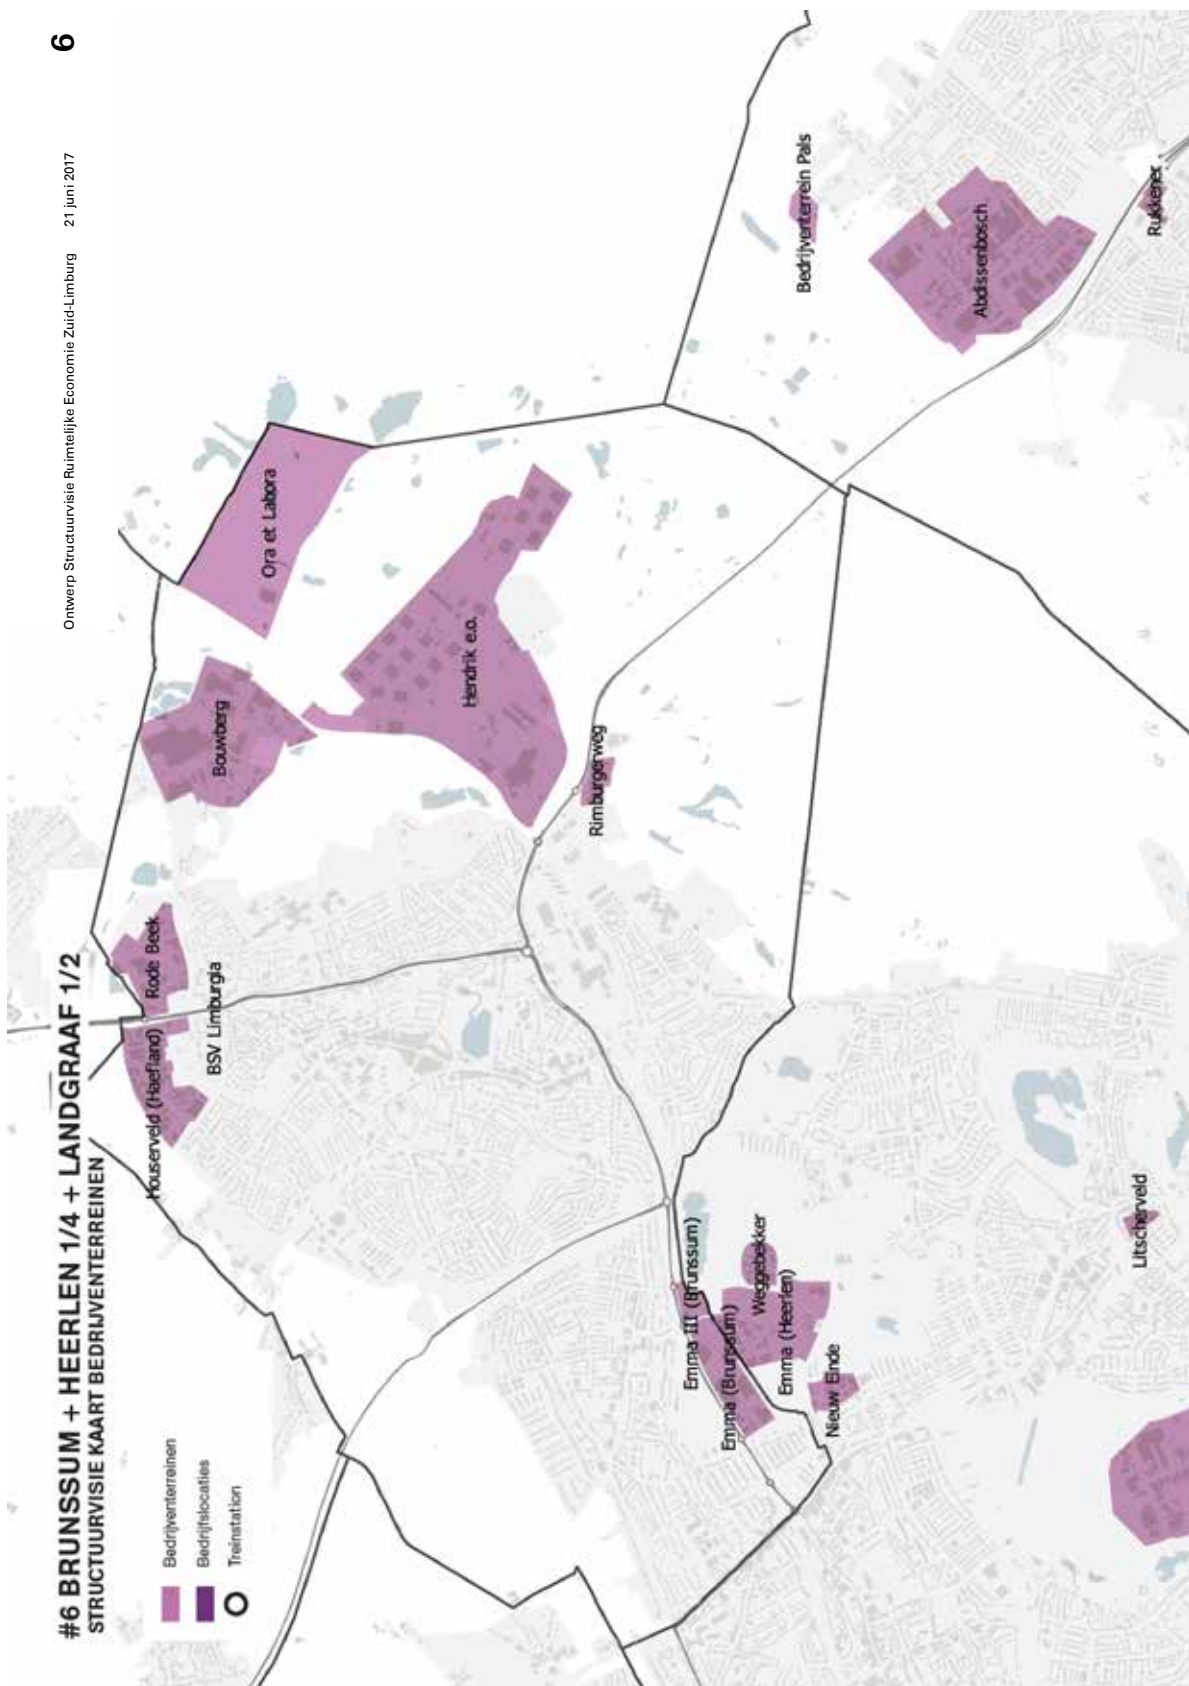 Ontwerp Structuurvisie Ruimtelijke Economie Zuid-Limburg 21 juni 2017 6
#6 BRUNSSUM + HEERLEN 1/4 + LANDGRAAF 1/2
STRUCTUURVISIE KAART BEDRIJVENTERREINEN
Bedrijventerreinen
Bedrijfslocaties
Treinstation
Houserveld (Haefland)
Rode Beek
BSV Limburgia
Bouwberg
Ora et Labora
Hendrik e.o.
Rimburgerweg
Emma III (Brunssum)
Emma (Brunssum)
Weggebekker
Emma (Heerlen)
Nieuw Einde
Bedrijventerrein Pals
Abdissenbosch
Rukkener
Litscherveld